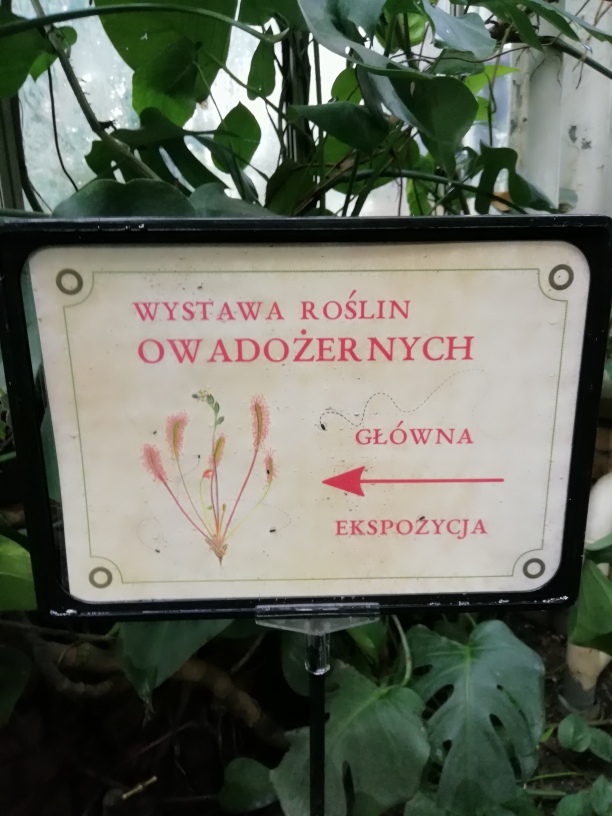 WYSTAWA ROŚLIN
OWADOŻERNYCH
GŁÓWNA
EKSPOZYCJA